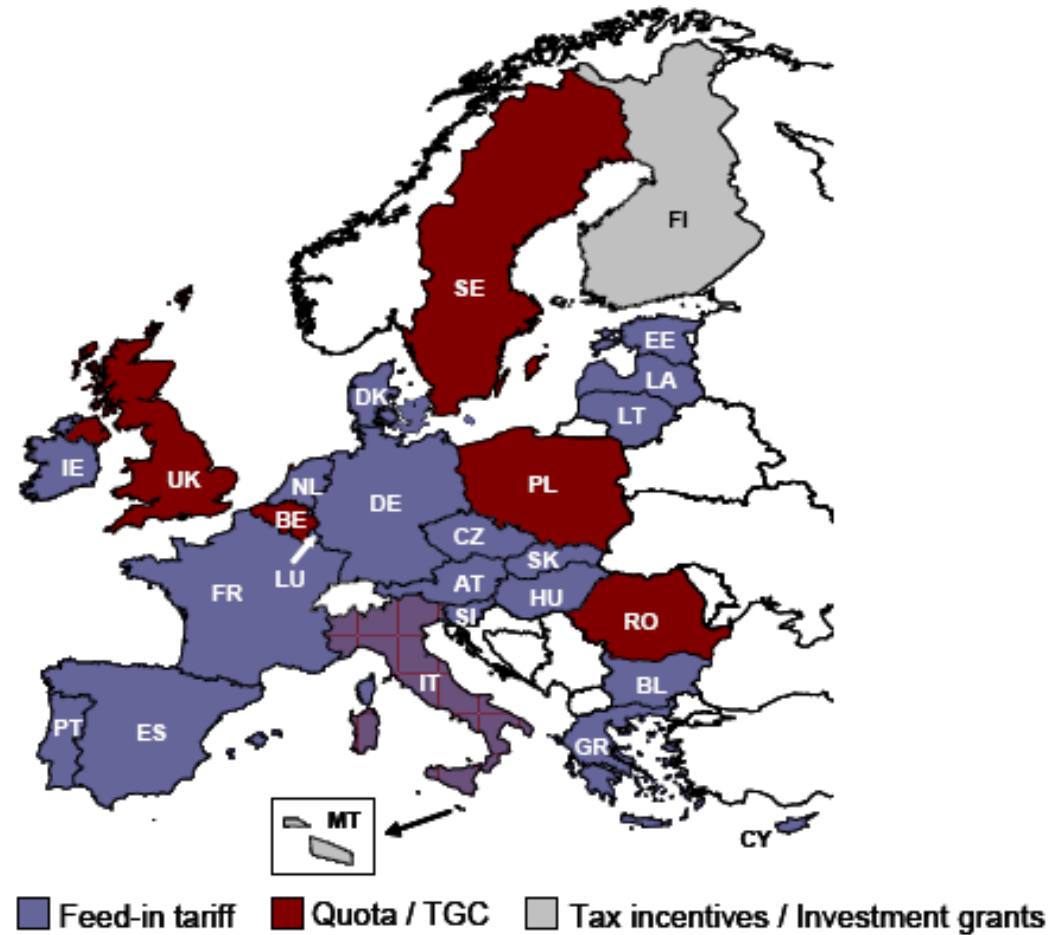 FI
SE
EE
LA
DK
LT
IE
UK
NL
DE
PL
BE
CZ
SK
LU
FR
AT
HU
SI
RO
IT
BL
PT
ES
GR
MT
CY
Feed-in tariff
Quota / TGC
Tax incentives / Investment grants